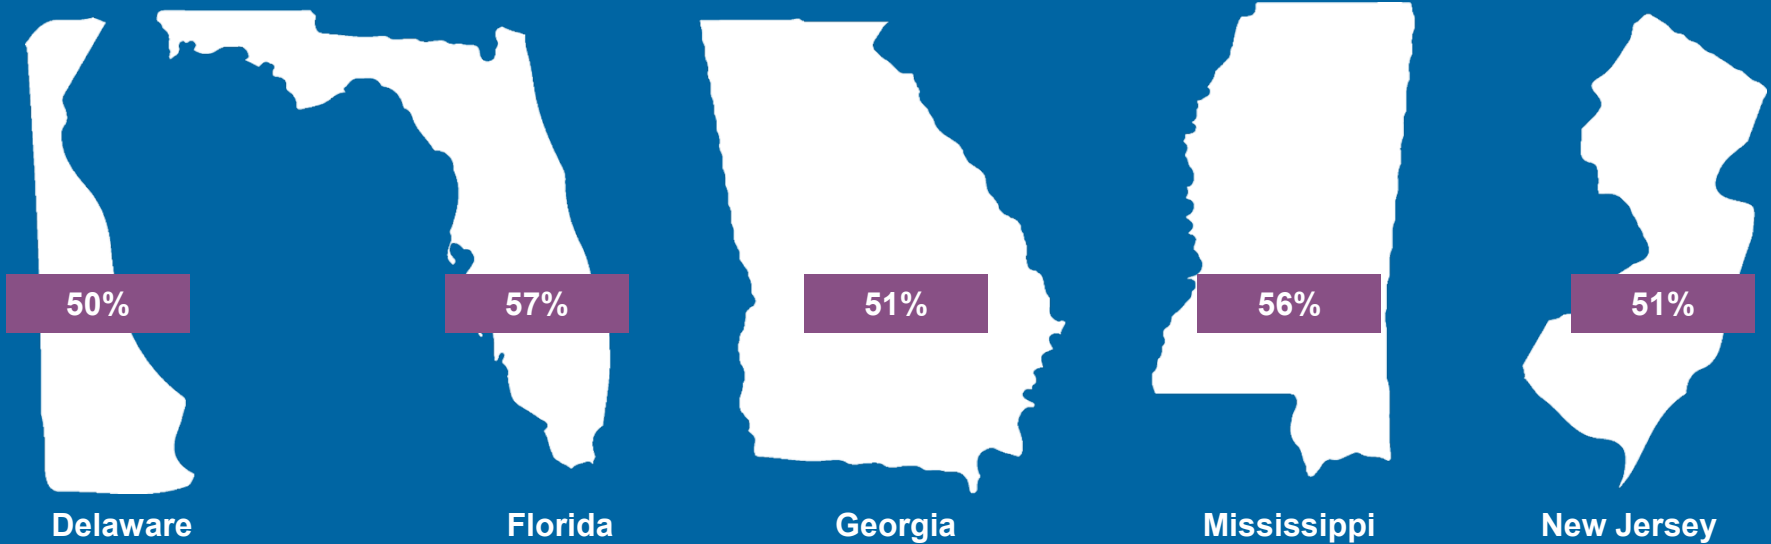 50% 57% 51% 56% 51%
Delaware Florida Georgia Mississippi New Jersey